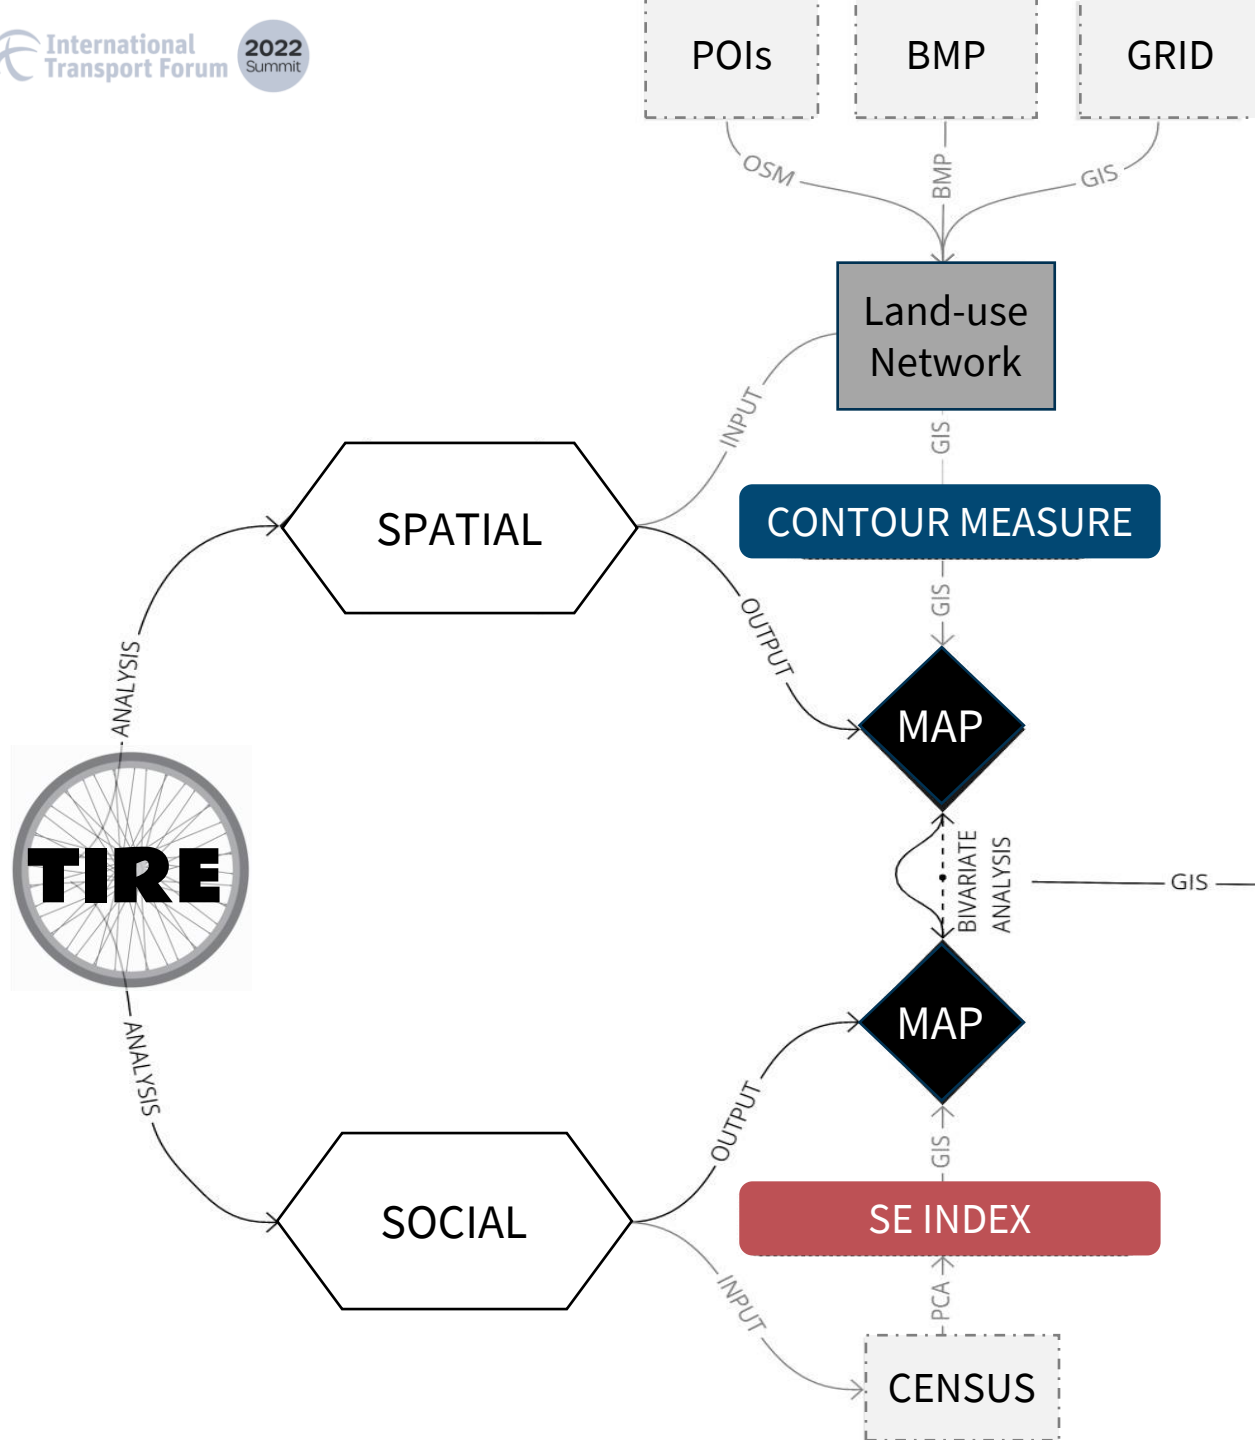 International
Transport Forum
2022
Summit
POIs
BMP
GRID
OSM
BMP
GIS
Land-use
Network
INPUT
GIS
SPATIAL
CONTOUR MEASURE
OUTPUT
GIS
ANALYSIS
MAP
TIRE
BIVARIATE
ANALYSIS
GIS
MAP
ANALYSIS
OUTPUT
GIS
SOCIAL
SE INDEX
INPUT
PCA
CENSUS